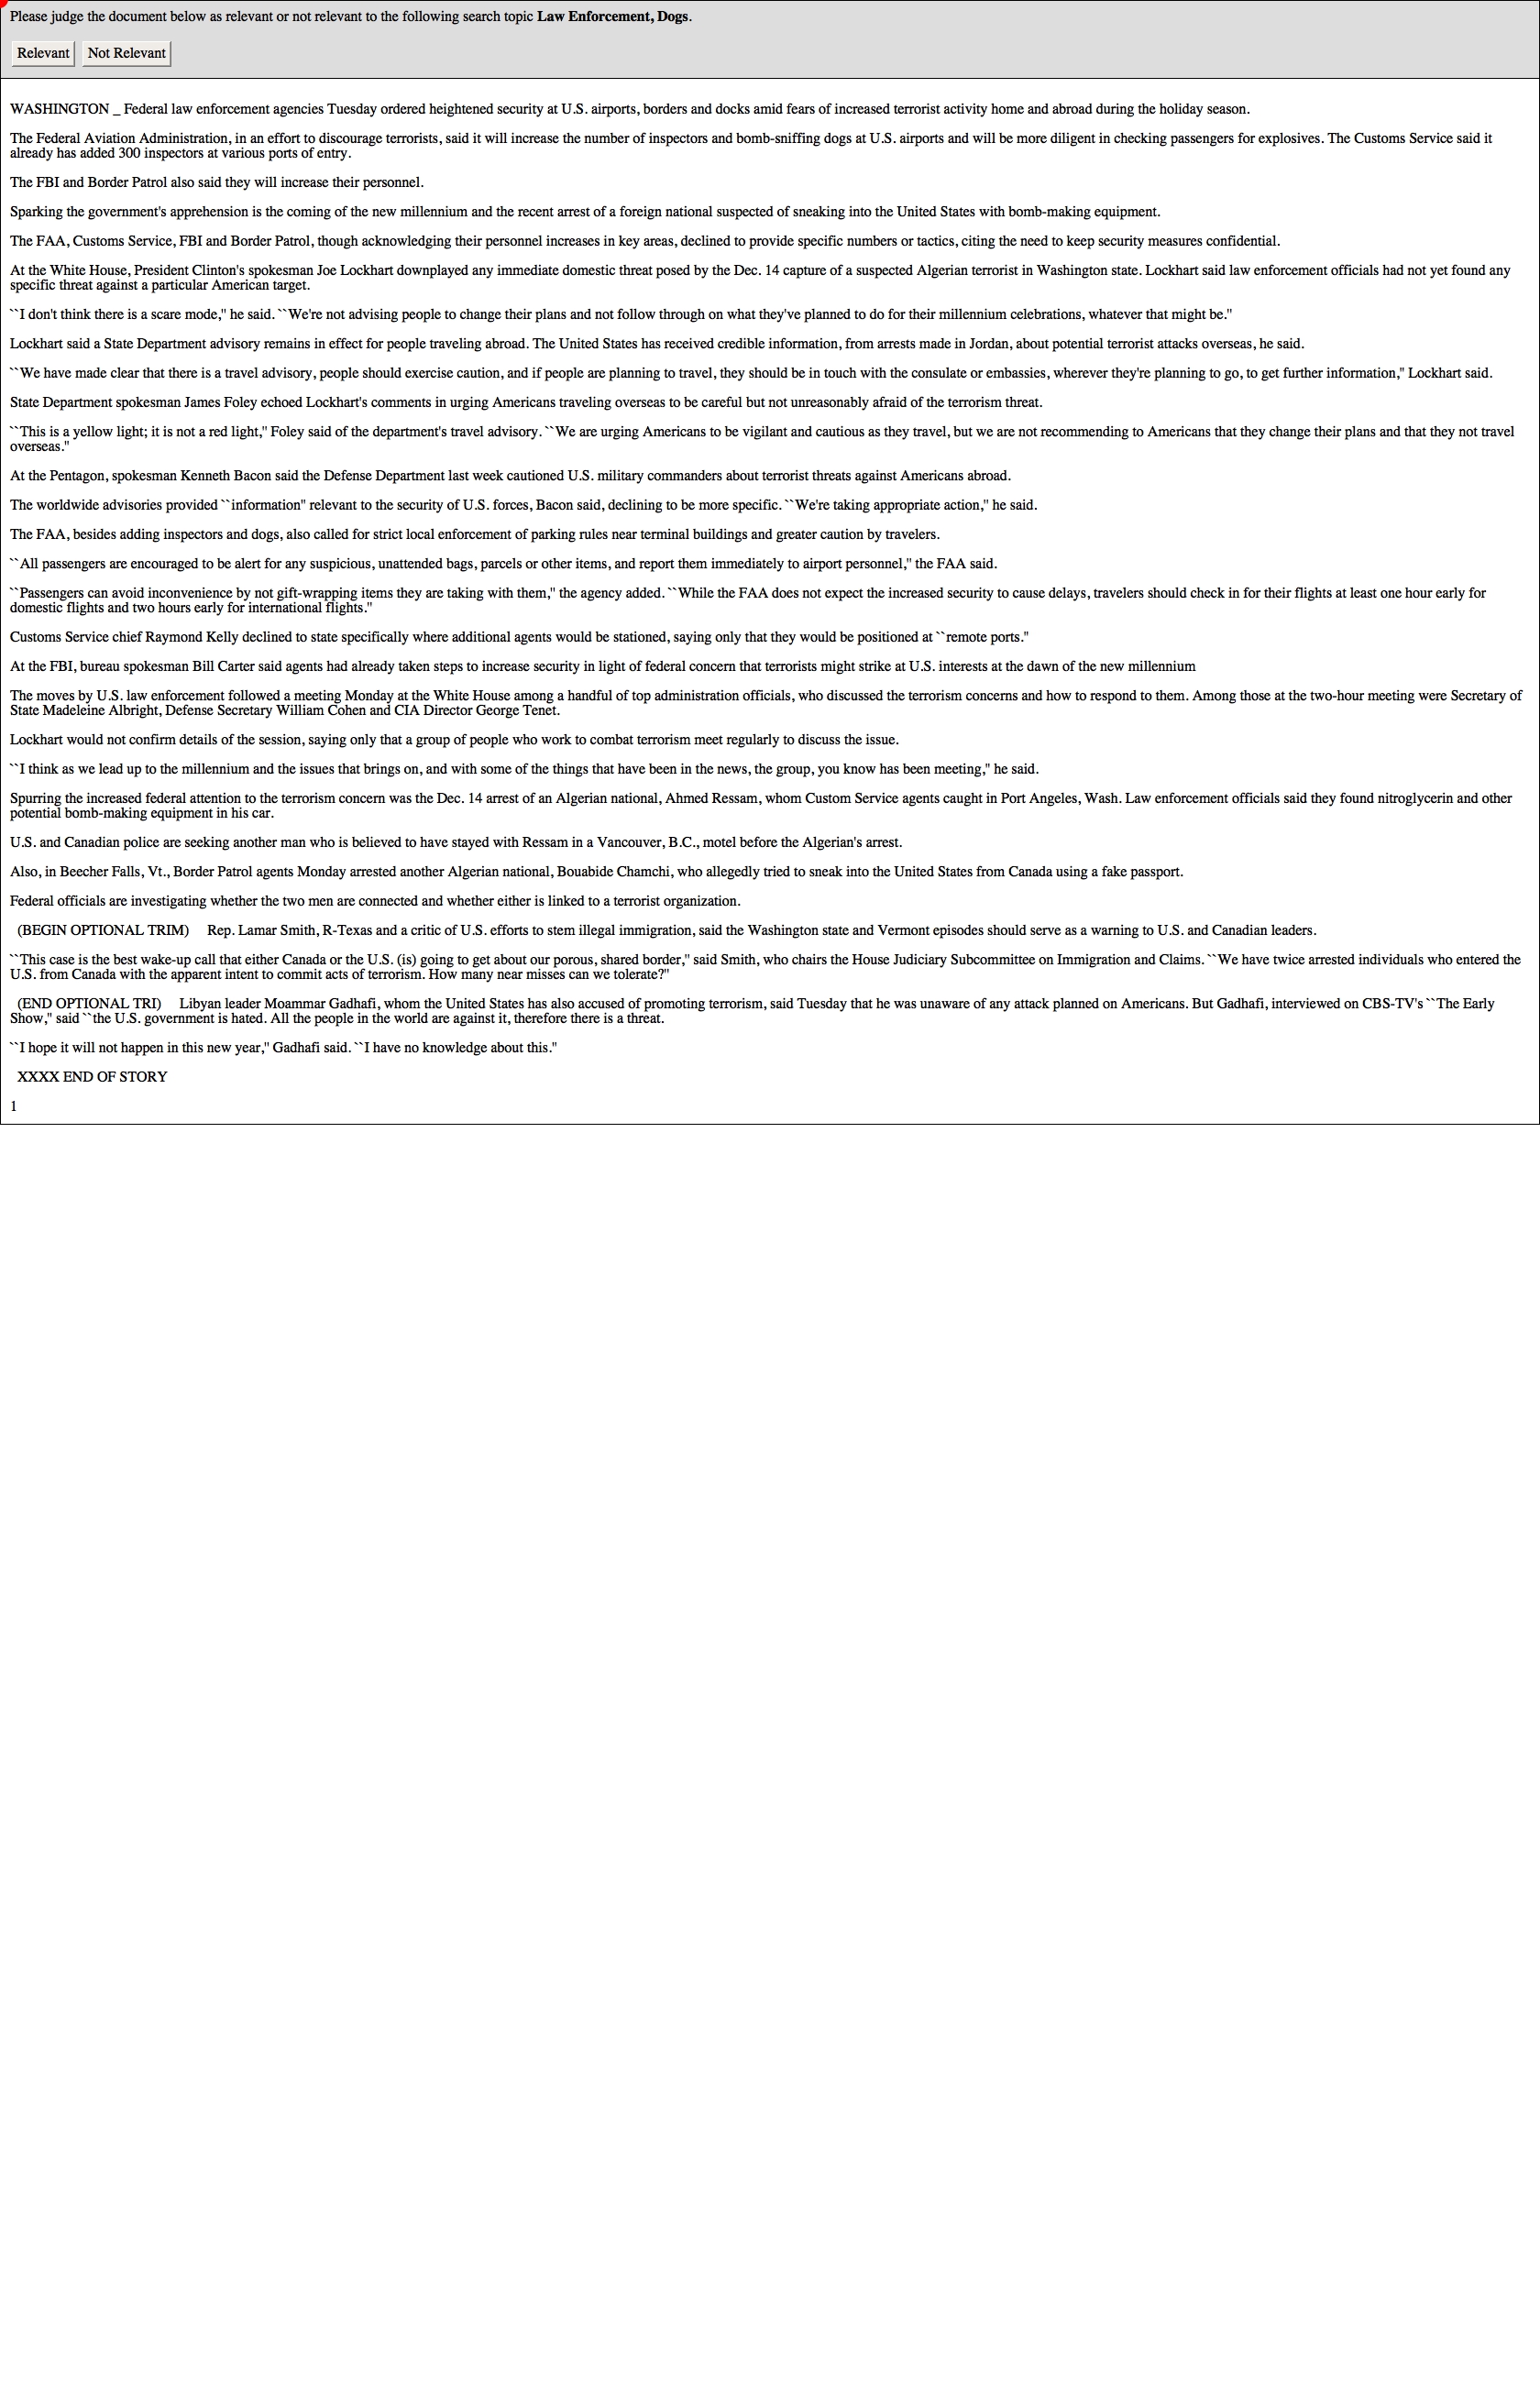 Please judge the document below as relevant or not relevant to the following search topic Law Enforcement, Dogs.
Relevant Not Relevant
WASHINGTON _ Federal law enforcement agencies Tuesday ordered heightened security at U.S. airports, borders and docks amid fears of increased terrorist activity home and abroad during the holiday season.
The Federal Aviation Administration, in an effort to discourage terrorists, said it will increase the number of inspectors and bomb-sniffing dogs at U.S. airports and will be more diligent in checking passengers for explosives. The Customs Service said it
already has added 300 inspectors at various ports of entry.
The FBI and Border Patrol also said they will increase their personnel.
Sparking the government's apprehension is the coming of the new millennium and the recent arrest of a foreign national suspected of sneaking into the United States with bomb-making equipment.
The FAA, Customs Service, FBI and Border Patrol, though acknowledging their personnel increases in key areas, declined to provide specific numbers or tactics, citing the need to keep security measures confidential.
At the White House, President Clinton's spokesman Joe Lockhart downplayed any immediate domestic threat posed by the Dec. 14 capture of a suspected Algerian terrorist in Washington state. Lockhart said law enforcement officials had not yet found any
specific threat against a particular American target.
``I don't think there is a scare mode,'' he said. ``We're not advising people to change their plans and not follow through on what they've planned to do for their millennium celebrations, whatever that might be.''
Lockhart said a State Department advisory remains in effect for people traveling abroad. The United States has received credible information, from arrests made in Jordan, about potential terrorist attacks overseas, he said.
``We have made clear that there is a travel advisory, people should exercise caution, and if people are planning to travel, they should be in touch with the consulate or embassies, wherever they're planning to go, to get further information,'' Lockhart said.
State Department spokesman James Foley echoed Lockhart's comments in urging Americans traveling overseas to be careful but not unreasonably afraid of the terrorism threat.
``This is a yellow light; it is not a red light,'' Foley said of the department's travel advisory. ``We are urging Americans to be vigilant and cautious as they travel, but we are not recommending to Americans that they change their plans and that they not travel
overseas.''
At the Pentagon, spokesman Kenneth Bacon said the Defense Department last week cautioned U.S. military commanders about terrorist threats against Americans abroad.
The worldwide advisories provided ``information'' relevant to the security of U.S. forces, Bacon said, declining to be more specific. ``We're taking appropriate action,'' he said.
The FAA, besides adding inspectors and dogs, also called for strict local enforcement of parking rules near terminal buildings and greater caution by travelers.
``All passengers are encouraged to be alert for any suspicious, unattended bags, parcels or other items, and report them immediately to airport personnel,'' the FAA said.
``Passengers can avoid inconvenience by not gift-wrapping items they are taking with them,'' the agency added. ``While the FAA does not expect the increased security to cause delays, travelers should check in for their flights at least one hour early for
domestic flights and two hours early for international flights.''
Customs Service chief Raymond Kelly declined to state specifically where additional agents would be stationed, saying only that they would be positioned at ``remote ports.''
At the FBI, bureau spokesman Bill Carter said agents had already taken steps to increase security in light of federal concern that terrorists might strike at U.S. interests at the dawn of the new millennium
The moves by U.S. law enforcement followed a meeting Monday at the White House among a handful of top administration officials, who discussed the terrorism concerns and how to respond to them. Among those at the two-hour meeting were Secretary of
State Madeleine Albright, Defense Secretary William Cohen and CIA Director George Tenet.
Lockhart would not confirm details of the session, saying only that a group of people who work to combat terrorism meet regularly to discuss the issue.
``I think as we lead up to the millennium and the issues that brings on, and with some of the things that have been in the news, the group, you know has been meeting,'' he said.
Spurring the increased federal attention to the terrorism concern was the Dec. 14 arrest of an Algerian national, Ahmed Ressam, whom Custom Service agents caught in Port Angeles, Wash. Law enforcement officials said they found nitroglycerin and other
potential bomb-making equipment in his car.
U.S. and Canadian police are seeking another man who is believed to have stayed with Ressam in a Vancouver, B.C., motel before the Algerian's arrest.
Also, in Beecher Falls, Vt., Border Patrol agents Monday arrested another Algerian national, Bouabide Chamchi, who allegedly tried to sneak into the United States from Canada using a fake passport.
Federal officials are investigating whether the two men are connected and whether either is linked to a terrorist organization.
(BEGIN OPTIONAL TRIM) Rep. Lamar Smith, R-Texas and a critic of U.S. efforts to stem illegal immigration, said the Washington state and Vermont episodes should serve as a warning to U.S. and Canadian leaders.
``This case is the best wake-up call that either Canada or the U.S. (is) going to get about our porous, shared border,'' said Smith, who chairs the House Judiciary Subcommittee on Immigration and Claims. ``We have twice arrested individuals who entered the
U.S. from Canada with the apparent intent to commit acts of terrorism. How many near misses can we tolerate?''
(END OPTIONAL TRI) Libyan leader Moammar Gadhafi, whom the United States has also accused of promoting terrorism, said Tuesday that he was unaware of any attack planned on Americans. But Gadhafi, interviewed on CBS-TV's ``The Early
Show,'' said ``the U.S. government is hated. All the people in the world are against it, therefore there is a threat.
``I hope it will not happen in this new year,'' Gadhafi said. ``I have no knowledge about this.''
XXXX END OF STORY
1